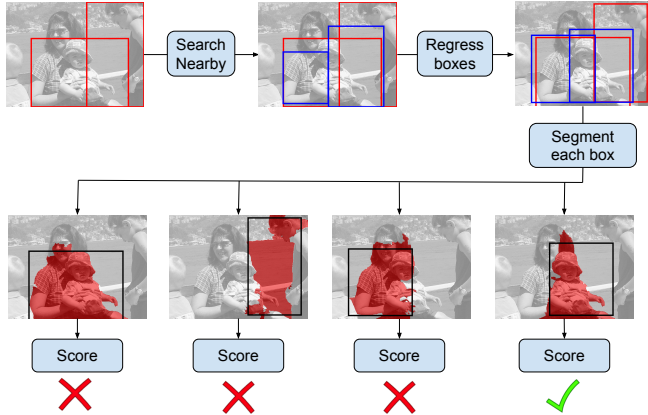 Search
Nearby
Regress
boxes
Segment
each box
Score
Score
Score
Score